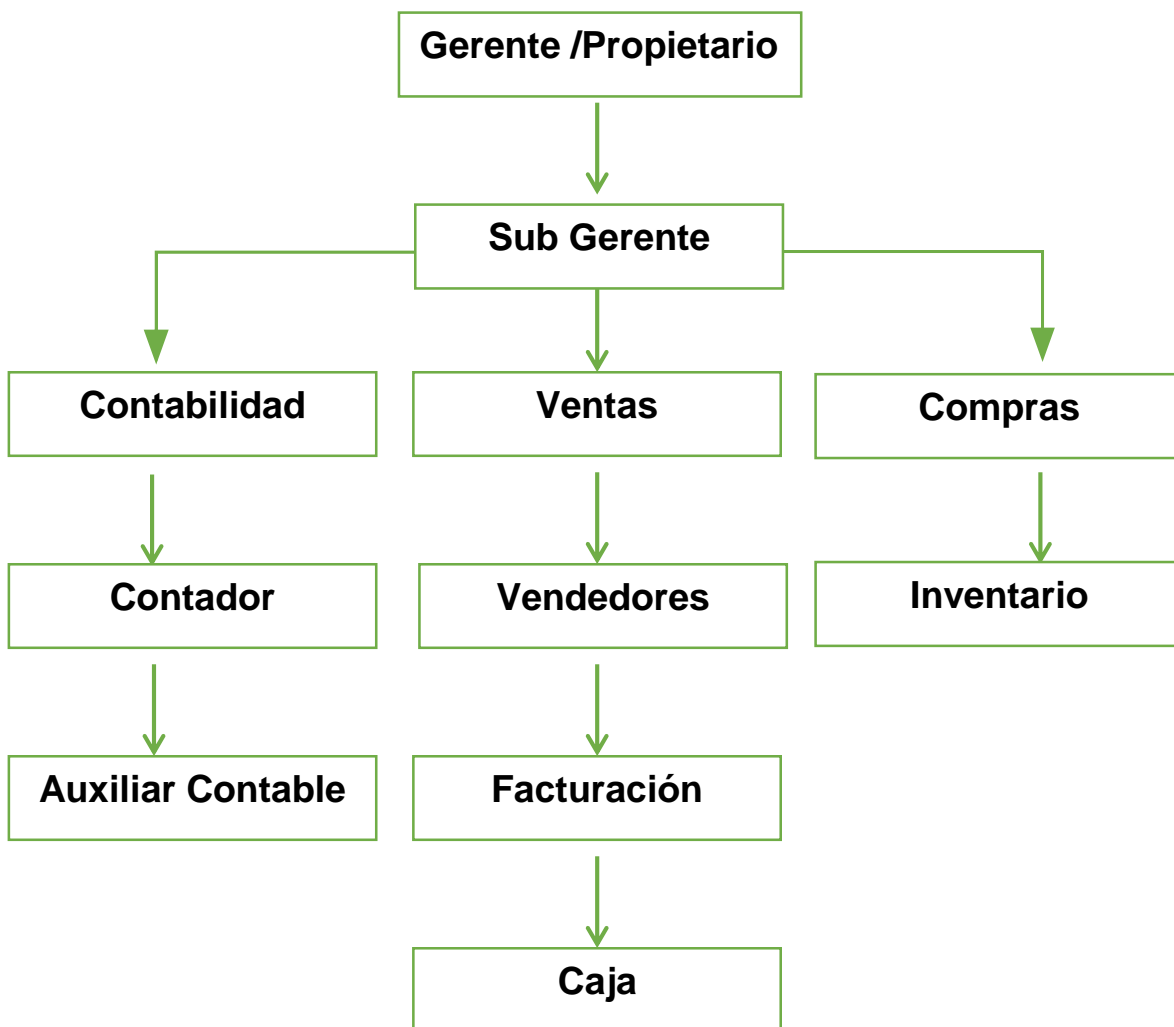 Gerente /Propietario
Sub Gerente
Contabilidad
Ventas
Compras
Contador
Vendedores
Inventario
Auxiliar Contable
Facturación
Caja